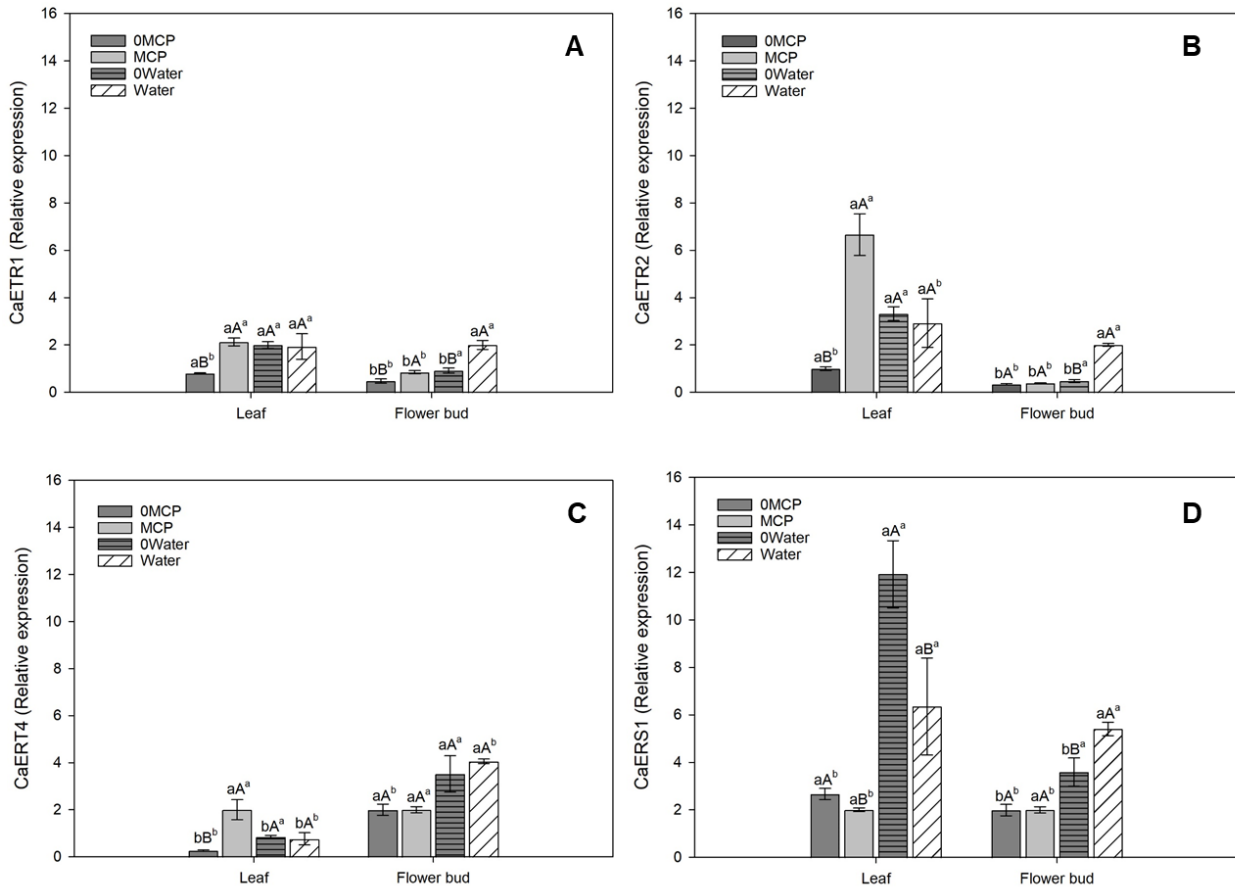 A
CaETR1 (Relative expression)
16
14
12
10
8
6
4
2
0
0MCP
MCP
0Water
Water
aB^b
aA^a
aA^a
aA^a
bB^b
bA^b
bB^a
aA^a
Leaf
Flower bud
B
CaETR2 (Relative expression)
16
14
12
10
8
6
4
2
0
0MCP
MCP
0Water
Water
aB^b
aA^a
aA^a
aA^b
bA^b
bA^b
bB^a
aA^a
Leaf
Flower bud
C
CaERT4 (Relative expression)
16
14
12
10
8
6
4
2
0
0MCP
MCP
0Water
Water
bB^b
aA^a
bA^a
bA^b
aA^b
aA^a
aA^a
aA^b
Leaf
Flower bud
D
CaERS1 (Relative expression)
16
14
12
10
8
6
4
2
0
0MCP
MCP
0Water
Water
aA^b
aB^b
aA^a
aB^a
bA^b
aA^b
bB^a
aA^a
Leaf
Flower bud